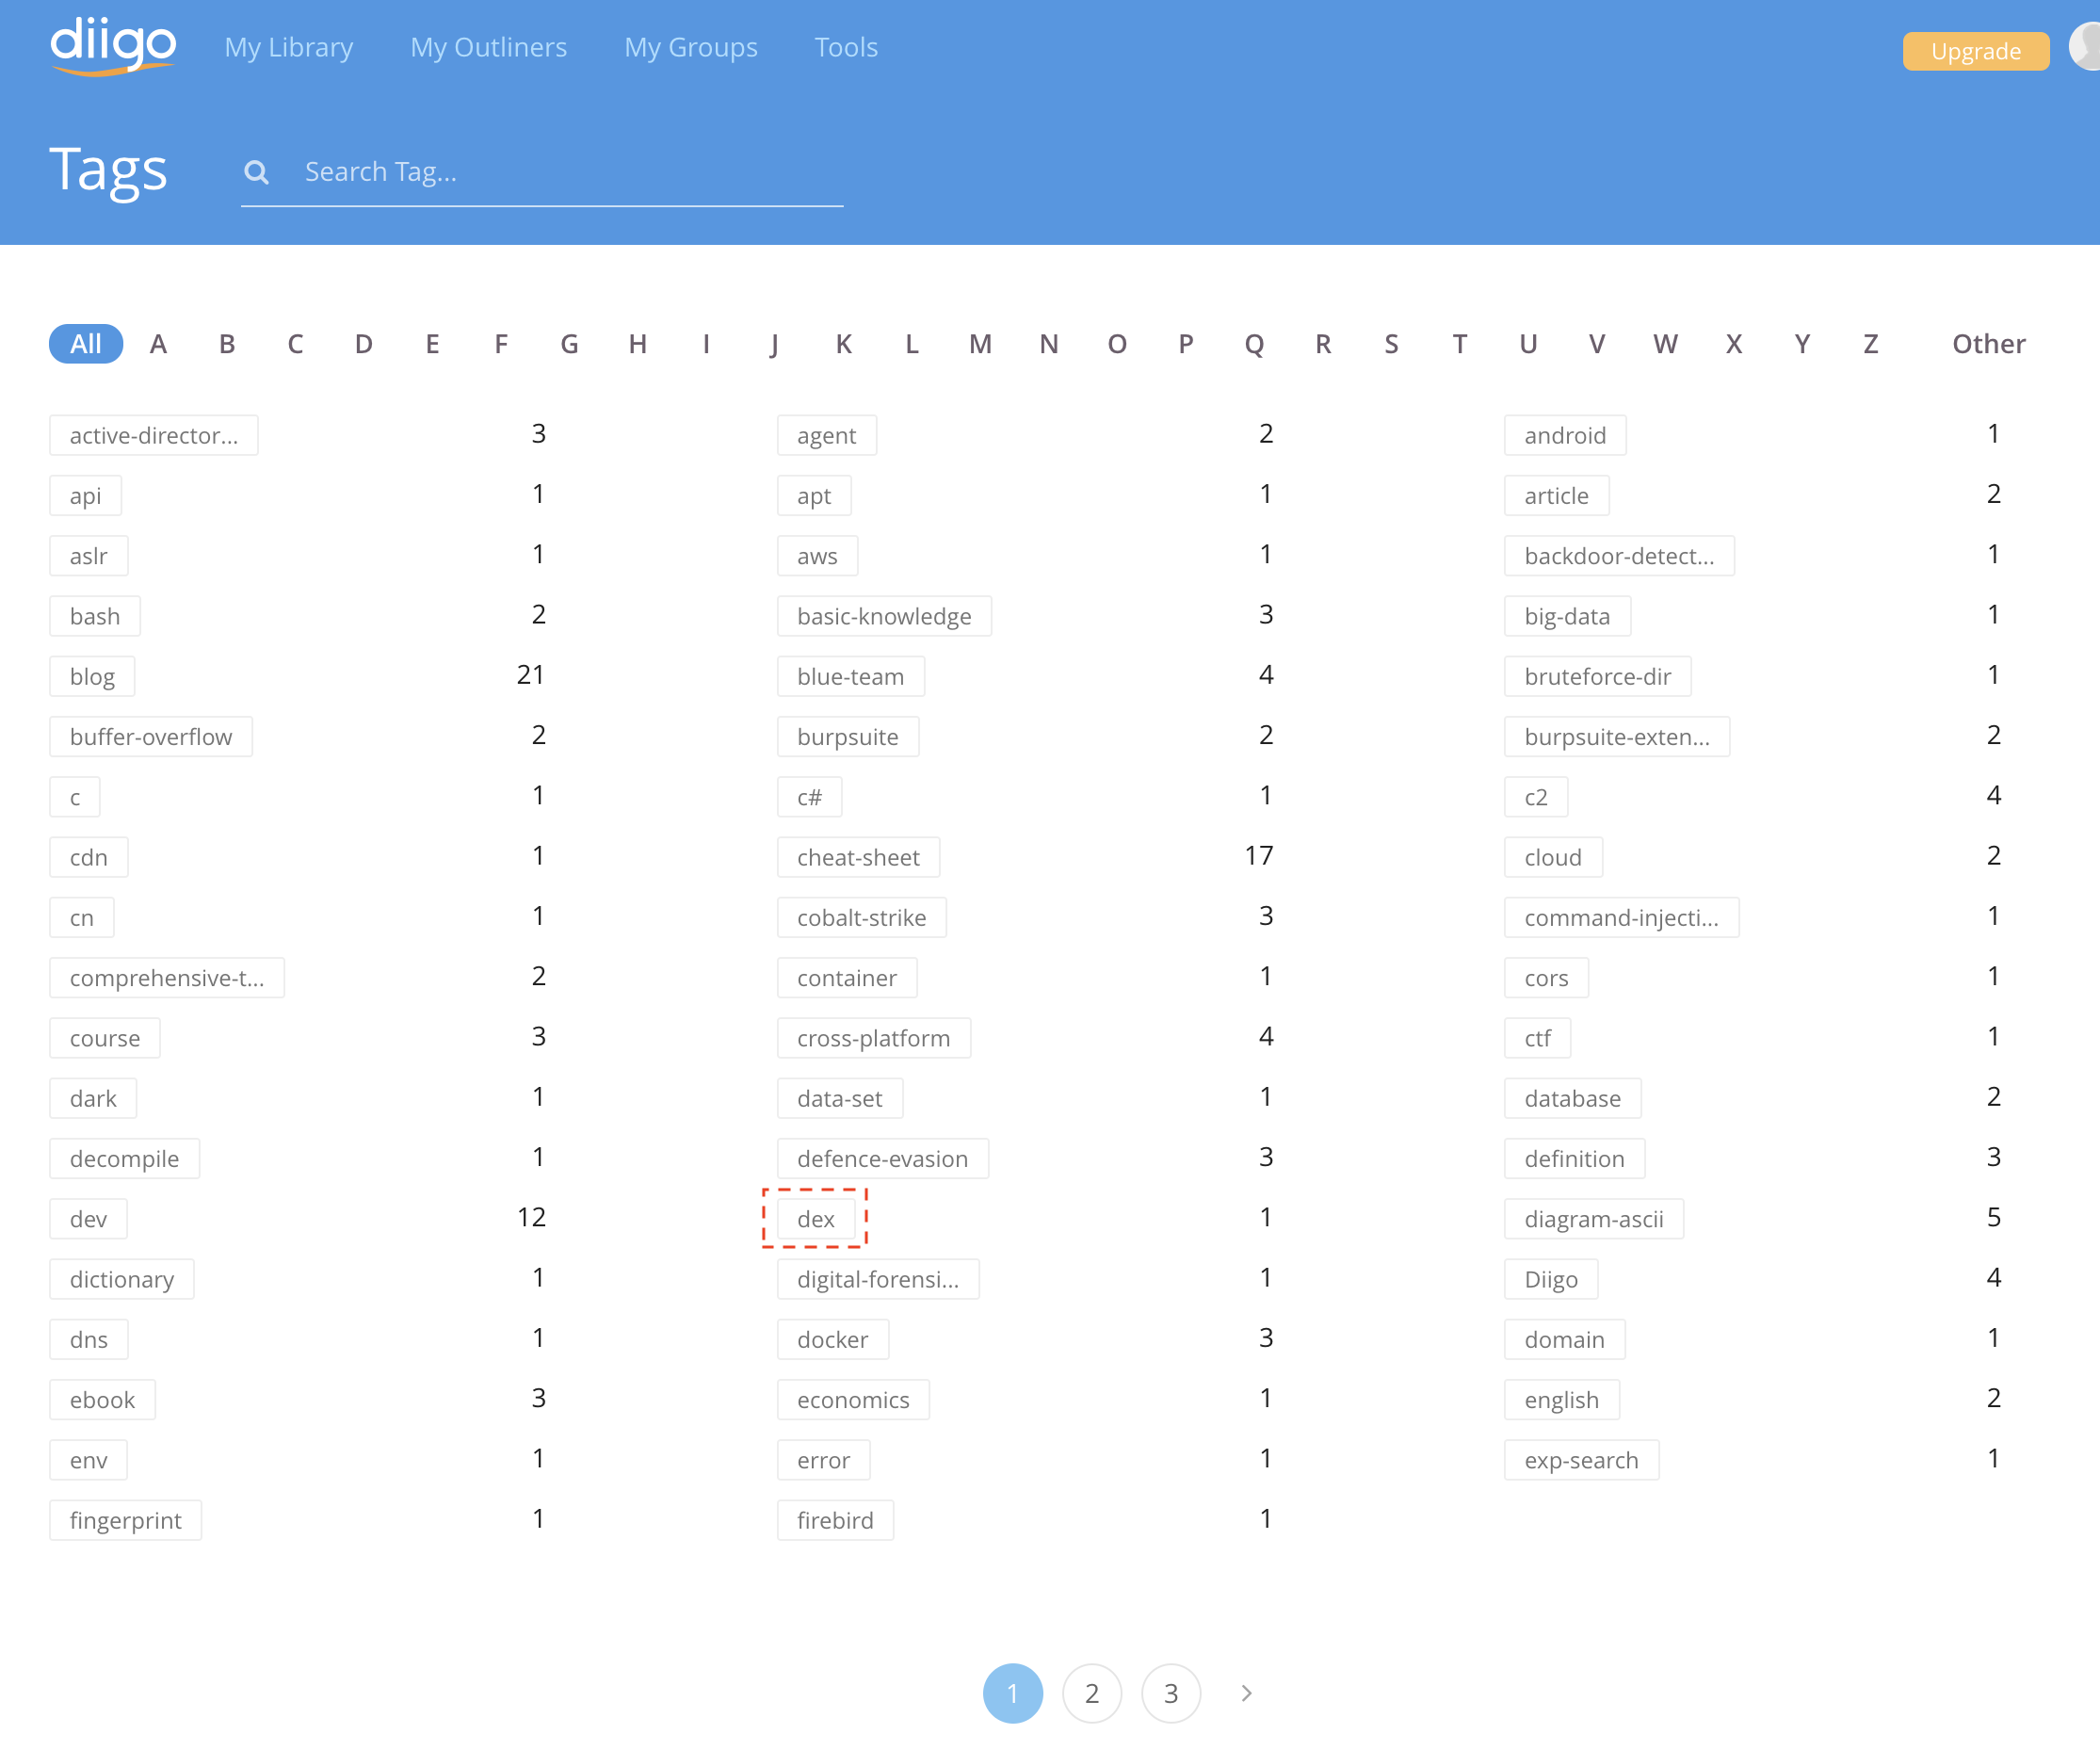 diigo My Library My Outliners My Groups Tools Upgrade
Tags Search Tag...
All A B C D E F G H I J K L M N O P Q R S T U V W X Y Z Other
active-director... 3 agent 2 android 1
api 1 apt 1 article 2
aslr 1 aws 1 backdoor-detect... 1
bash 2 basic-knowledge 3 big-data 1
blog 21 blue-team 4 bruteforce-dir 1
buffer-overflow 2 burpsuite 2 burpsuite-exten... 2
c 1 c# 1 c2 4
cdn 1 cheat-sheet 17 cloud 2
cn 1 cobalt-strike 3 command-injecti... 1
comprehensive-t... 2 container 1 cors 1
course 3 cross-platform 4 ctf 1
dark 1 data-set 1 database 2
decompile 1 defence-evasion 3 definition 3
dev 12 dex 1 diagram-ascii 5
dictionary 1 digital-forensi... 1 Diigo 4
dns 1 docker 3 domain 1
ebook 3 economics 1 english 2
env 1 error 1 exp-search 1
fingerprint 1 firebird 1
1 2 3 >